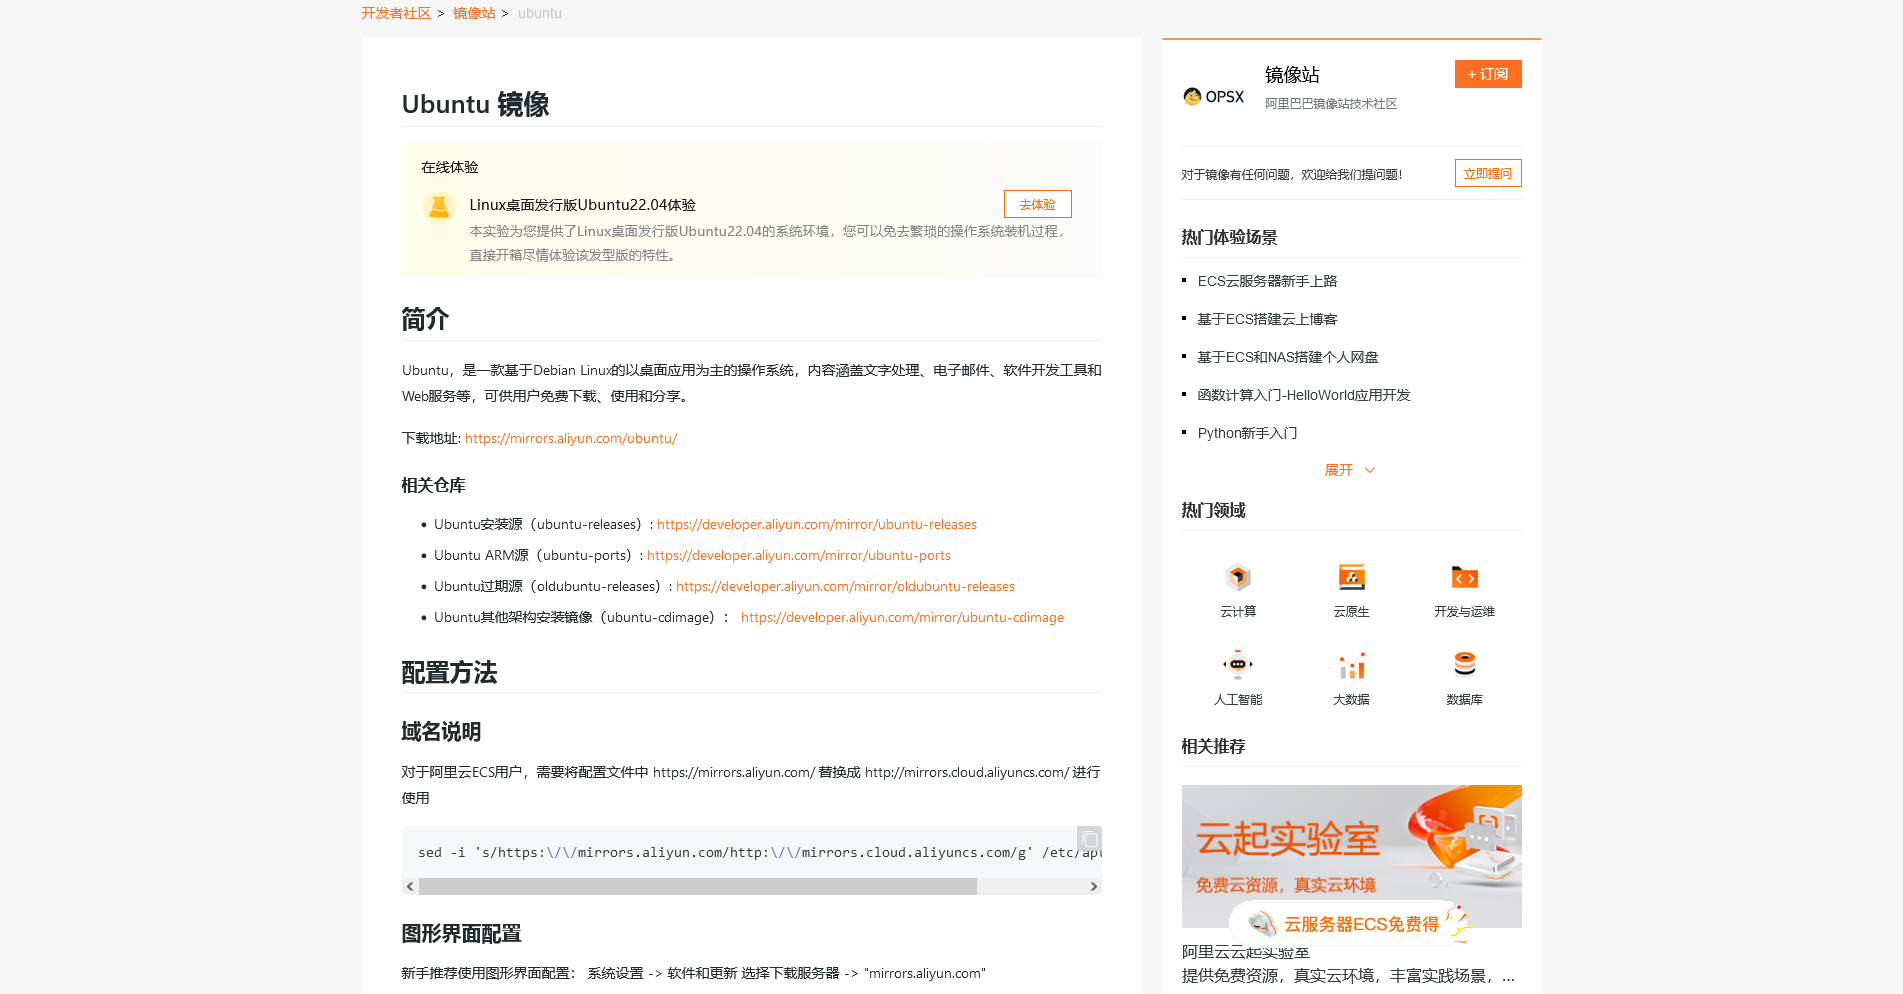 开发者社区 > 镜像站 > ubuntu
Ubuntu 镜像
在线体验
Linux桌面发行版Ubuntu22.04体验
去体验
本实验为您提供了Linux桌面发行版Ubuntu22.04的系统环境，您可以免去繁琐的操作系统装机过程，
直接开箱尽情体验该发型版的特性。
简介
Ubuntu，是一款基于Debian Linux的以桌面应用为主的操作系统，内容涵盖文字处理、电子邮件、软件开发工具和
Web服务等，可供用户免费下载、使用和分享。
下载地址: https://mirrors.aliyun.com/ubuntu/
相关仓库
Ubuntu安装源（ubuntu-releases）: https://developer.aliyun.com/mirror/ubuntu-releases
Ubuntu ARM源（ubuntu-ports）: https://developer.aliyun.com/mirror/ubuntu-ports
Ubuntu过期源（oldubuntu-releases）: https://developer.aliyun.com/mirror/oldubuntu-releases
Ubuntu其他架构安装镜像（ubuntu-cdimage）： https://developer.aliyun.com/mirror/ubuntu-cdimage
配置方法
域名说明
对于阿里云ECS用户，需要将配置文件中 https://mirrors.aliyun.com/ 替换成 http://mirrors.cloud.aliyuncs.com/ 进行
使用
sed -i 's/https:\/\/mirrors.aliyun.com/http:\/\/mirrors.cloud.aliyuncs.com/g' /etc/apt
图形界面配置
新手推荐使用图形界面配置： 系统设置 -> 软件和更新 选择下载服务器 -> "mirrors.aliyun.com"
OPSX
镜像站
+ 订阅
阿里巴巴镜像站技术社区
对于镜像有任何问题，欢迎给我们提问题!
立即提问
热门体验场景
ECS云服务器新手上路
基于ECS搭建云上博客
基于ECS和NAS搭建个人网盘
函数计算入门-HelloWorld应用开发
Python新手入门
展开
热门领域
云计算
云原生
开发与运维
人工智能
大数据
数据库
相关推荐
云起实验室
免费云资源，真实云环境
云服务器ECS免费得
阿里云云起实验室
提供免费资源，真实云环境，丰富实践场景，...